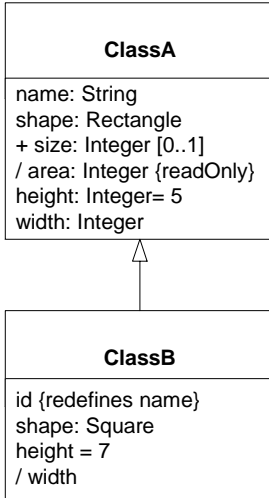 ClassA
name: String
shape: Rectangle
+ size: Integer [0..1]
/ area: Integer {readOnly}
height: Integer= 5
width: Integer
ClassB
id {redefines name}
shape: Square
height = 7
/ width